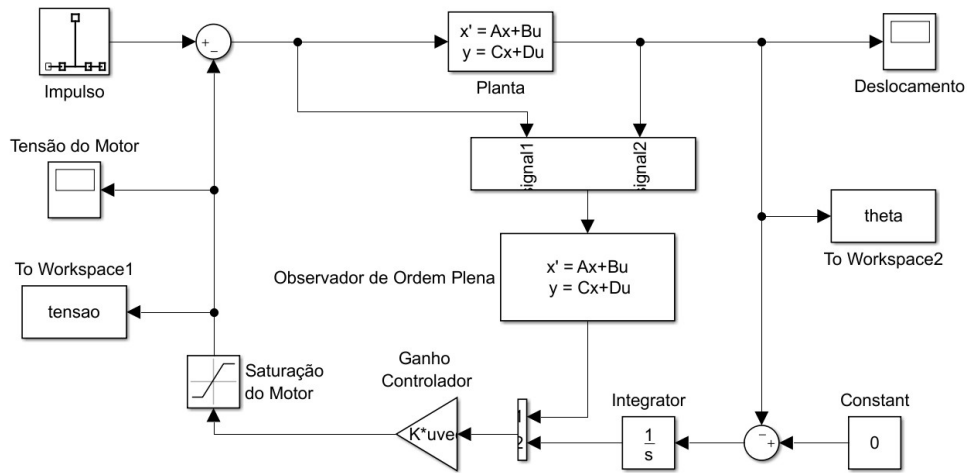 x' = Ax+Bu
y = Cx+Du
Impulso
Planta
Deslocamento
Tensão do Motor
signal1
signal2
theta
To Workspace1
To Workspace2
Observador de Ordem Plena
x' = Ax+Bu
y = Cx+Du
tensao
Saturação
do Motor
Ganho
Controlador
Integrator
Constant
K*uve
1
2
1
s
0